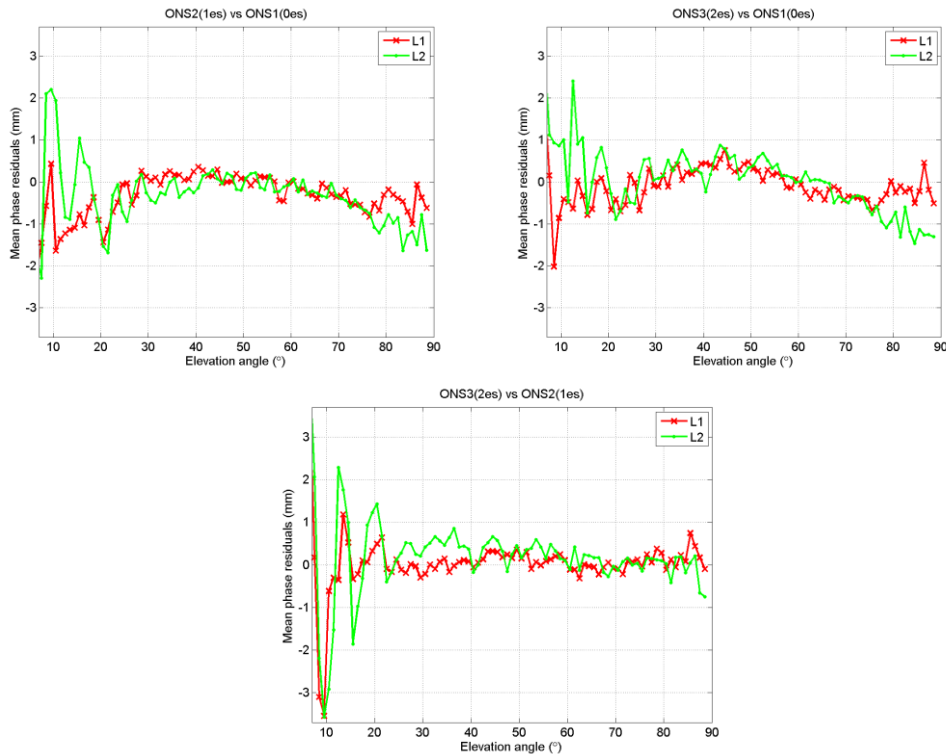 ONS2(1es) vs ONS1(0es)
Mean phase residuals (mm)
3
2
1
0
-1
-2
-3
10 20 30 40 50 60 70 80 90
Elevation angle (°)
L1
L2
ONS3(2es) vs ONS1(0es)
Mean phase residuals (mm)
3
2
1
0
-1
-2
-3
10 20 30 40 50 60 70 80 90
Elevation angle (°)
L1
L2
ONS3(2es) vs ONS2(1es)
Mean phase residuals (mm)
3
2
1
0
-1
-2
-3
10 20 30 40 50 60 70 80 90
Elevation angle (°)
L1
L2